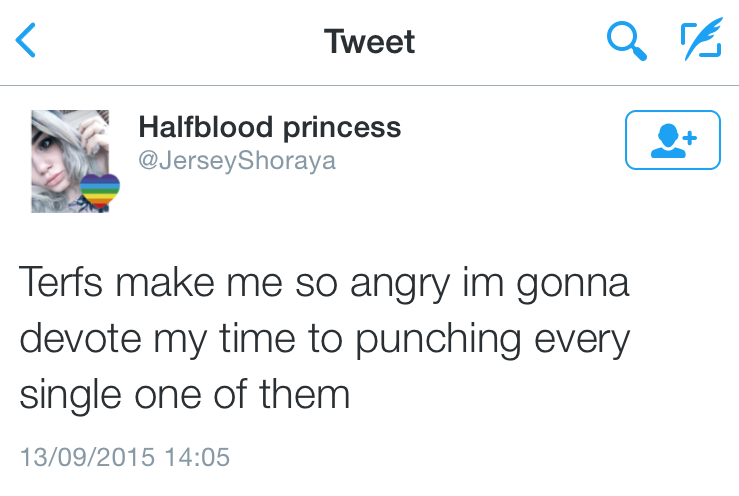 Tweet
Halfblood princess
@JerseyShoraya
Terfs make me so angry im gonna
devote my time to punching every
single one of them
13/09/2015 14:05